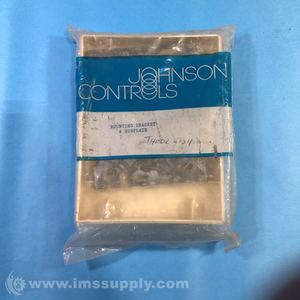 JOHNSON
CONTROLS
MOUNTING BRACKET
& SUBPLATE
© www.imssupply.com